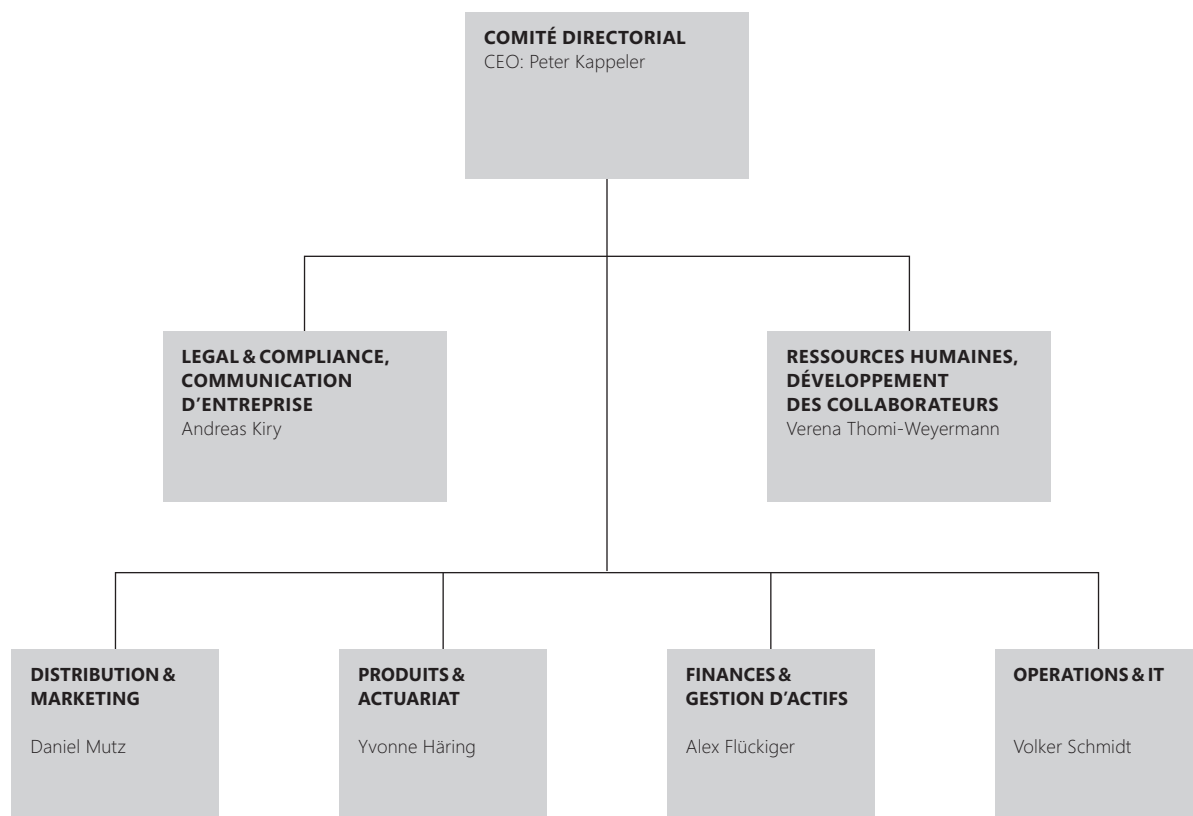 COMITÉ DIRECTORIAL
CEO: Peter Kappeler
LEGAL & COMPLIANCE,
COMMUNICATION
D’ENTREPRISE
Andreas Kiry
RESSOURCES HUMAINES,
DÉVELOPPEMENT
DES COLLABORATEURS
Verena Thomi-Weyermann
DISTRIBUTION &
MARKETING
Daniel Mutz
PRODUITS &
ACTUARIAT
Yvonne Häring
FINANCES &
GESTION D’ACTIFS
Alex Flückiger
OPERATIONS & IT
Volker Schmidt